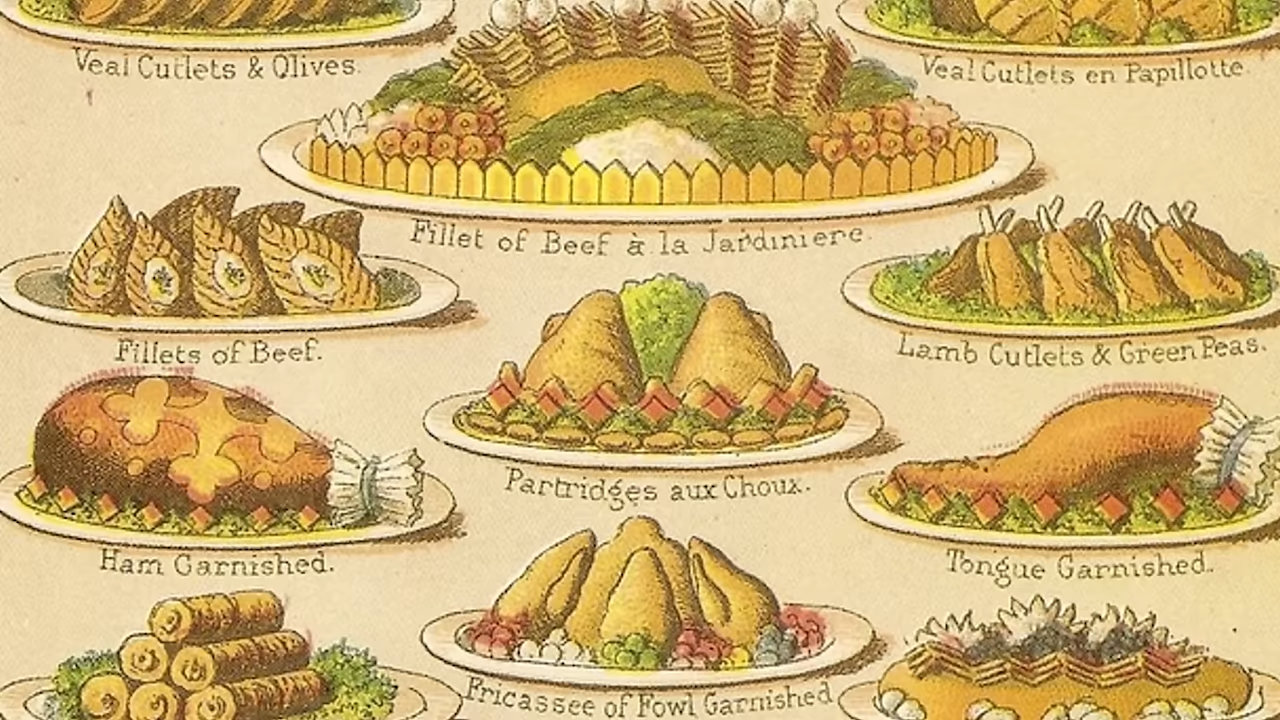 Veal Cutlets & Olives.
Veal Cutlets en Papillotte.
Fillet of Beef à la Jardiniere.
Fillets of Beef.
Lamb Cutlets & Green Peas.
Partridges aux Choux.
Ham Garnished.
Tongue Garnished.
Fricassee of Fowl Garnished